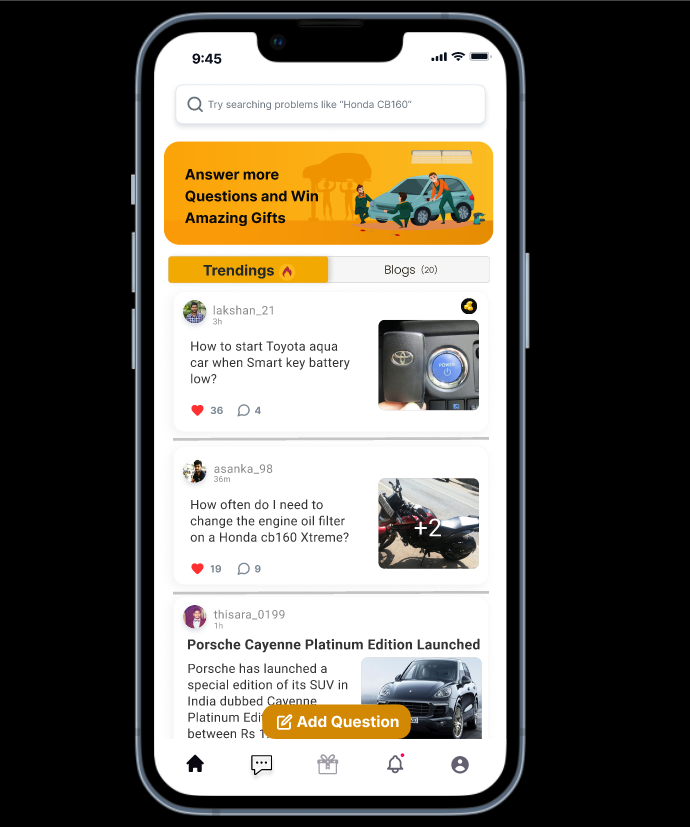 9:45
Try searching problems like "Honda CB160"
Answer more
Questions and Win
Amazing Gifts
Trendings
Blogs (20)
lakshan_21
3h
How to start Toyota aqua
car when Smart key battery
low?
POWER
36
4
asanka_98
36m
How often do I need to
change the engine oil filter
on a Honda cb160 Xtreme?
+2
19
9
thisara_0199
1h
Porsche Cayenne Platinum Edition Launched
Porsche has launched a
special edition of its SUV in
India dubbed Cayenne
Platinum
between Rs
Add Question